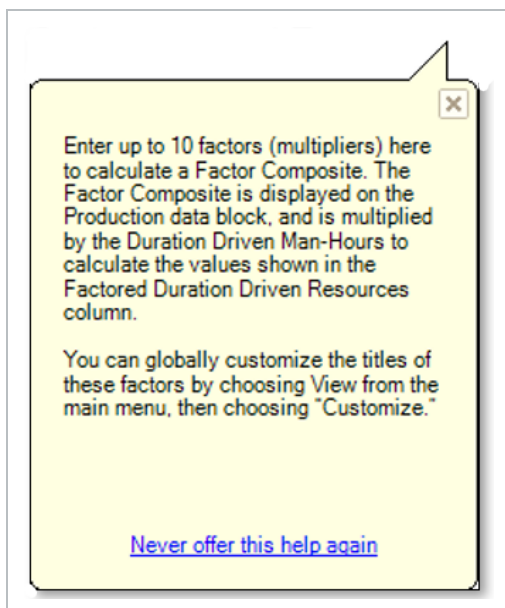 Enter up to 10 factors (multipliers) here
to calculate a Factor Composite. The
Factor Composite is displayed on the
Production data block, and is multiplied
by the Duration Driven Man-Hours to
calculate the values shown in the
Factored Duration Driven Resources
column.
You can globally customize the titles of
these factors by choosing View from the
main menu, then choosing "Customize."
Never offer this help again